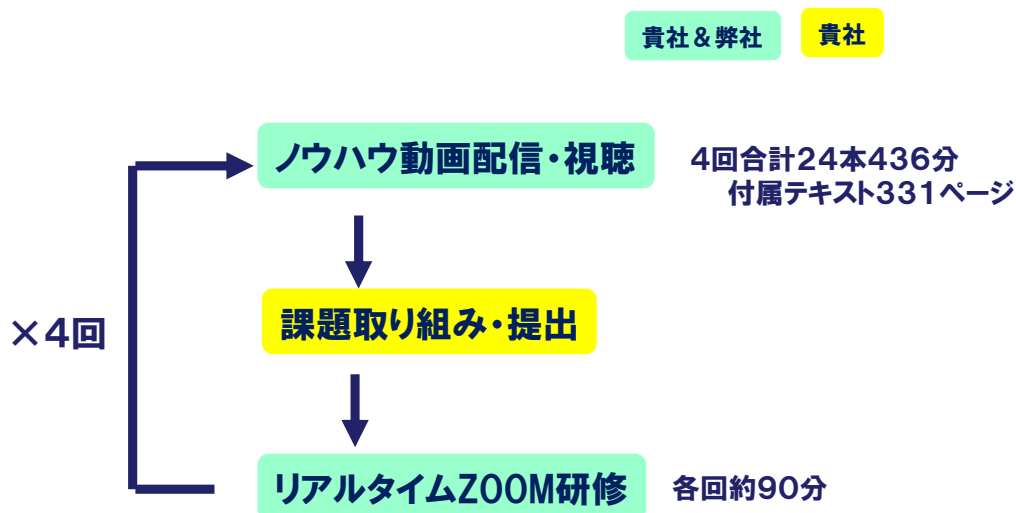 貴社＆弊社
貴社
ノウハウ動画配信・視聴
4回合計24本436分
付属テキスト331ページ
課題取り組み・提出
×4回
リアルタイムZOOM研修
各回約90分